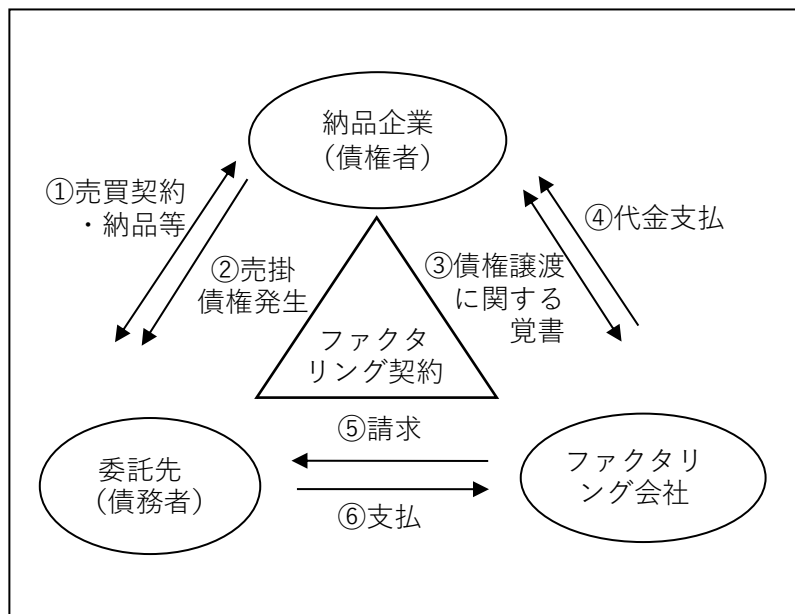 納品企業
(債権者)
①売買契約
・納品等
②売掛
債権発生
③債権譲渡
に関する
覚書
④代金支払
ファクタ
リング契約
⑤請求
委託先
(債務者)
ファクタリ
ング会社
⑥支払